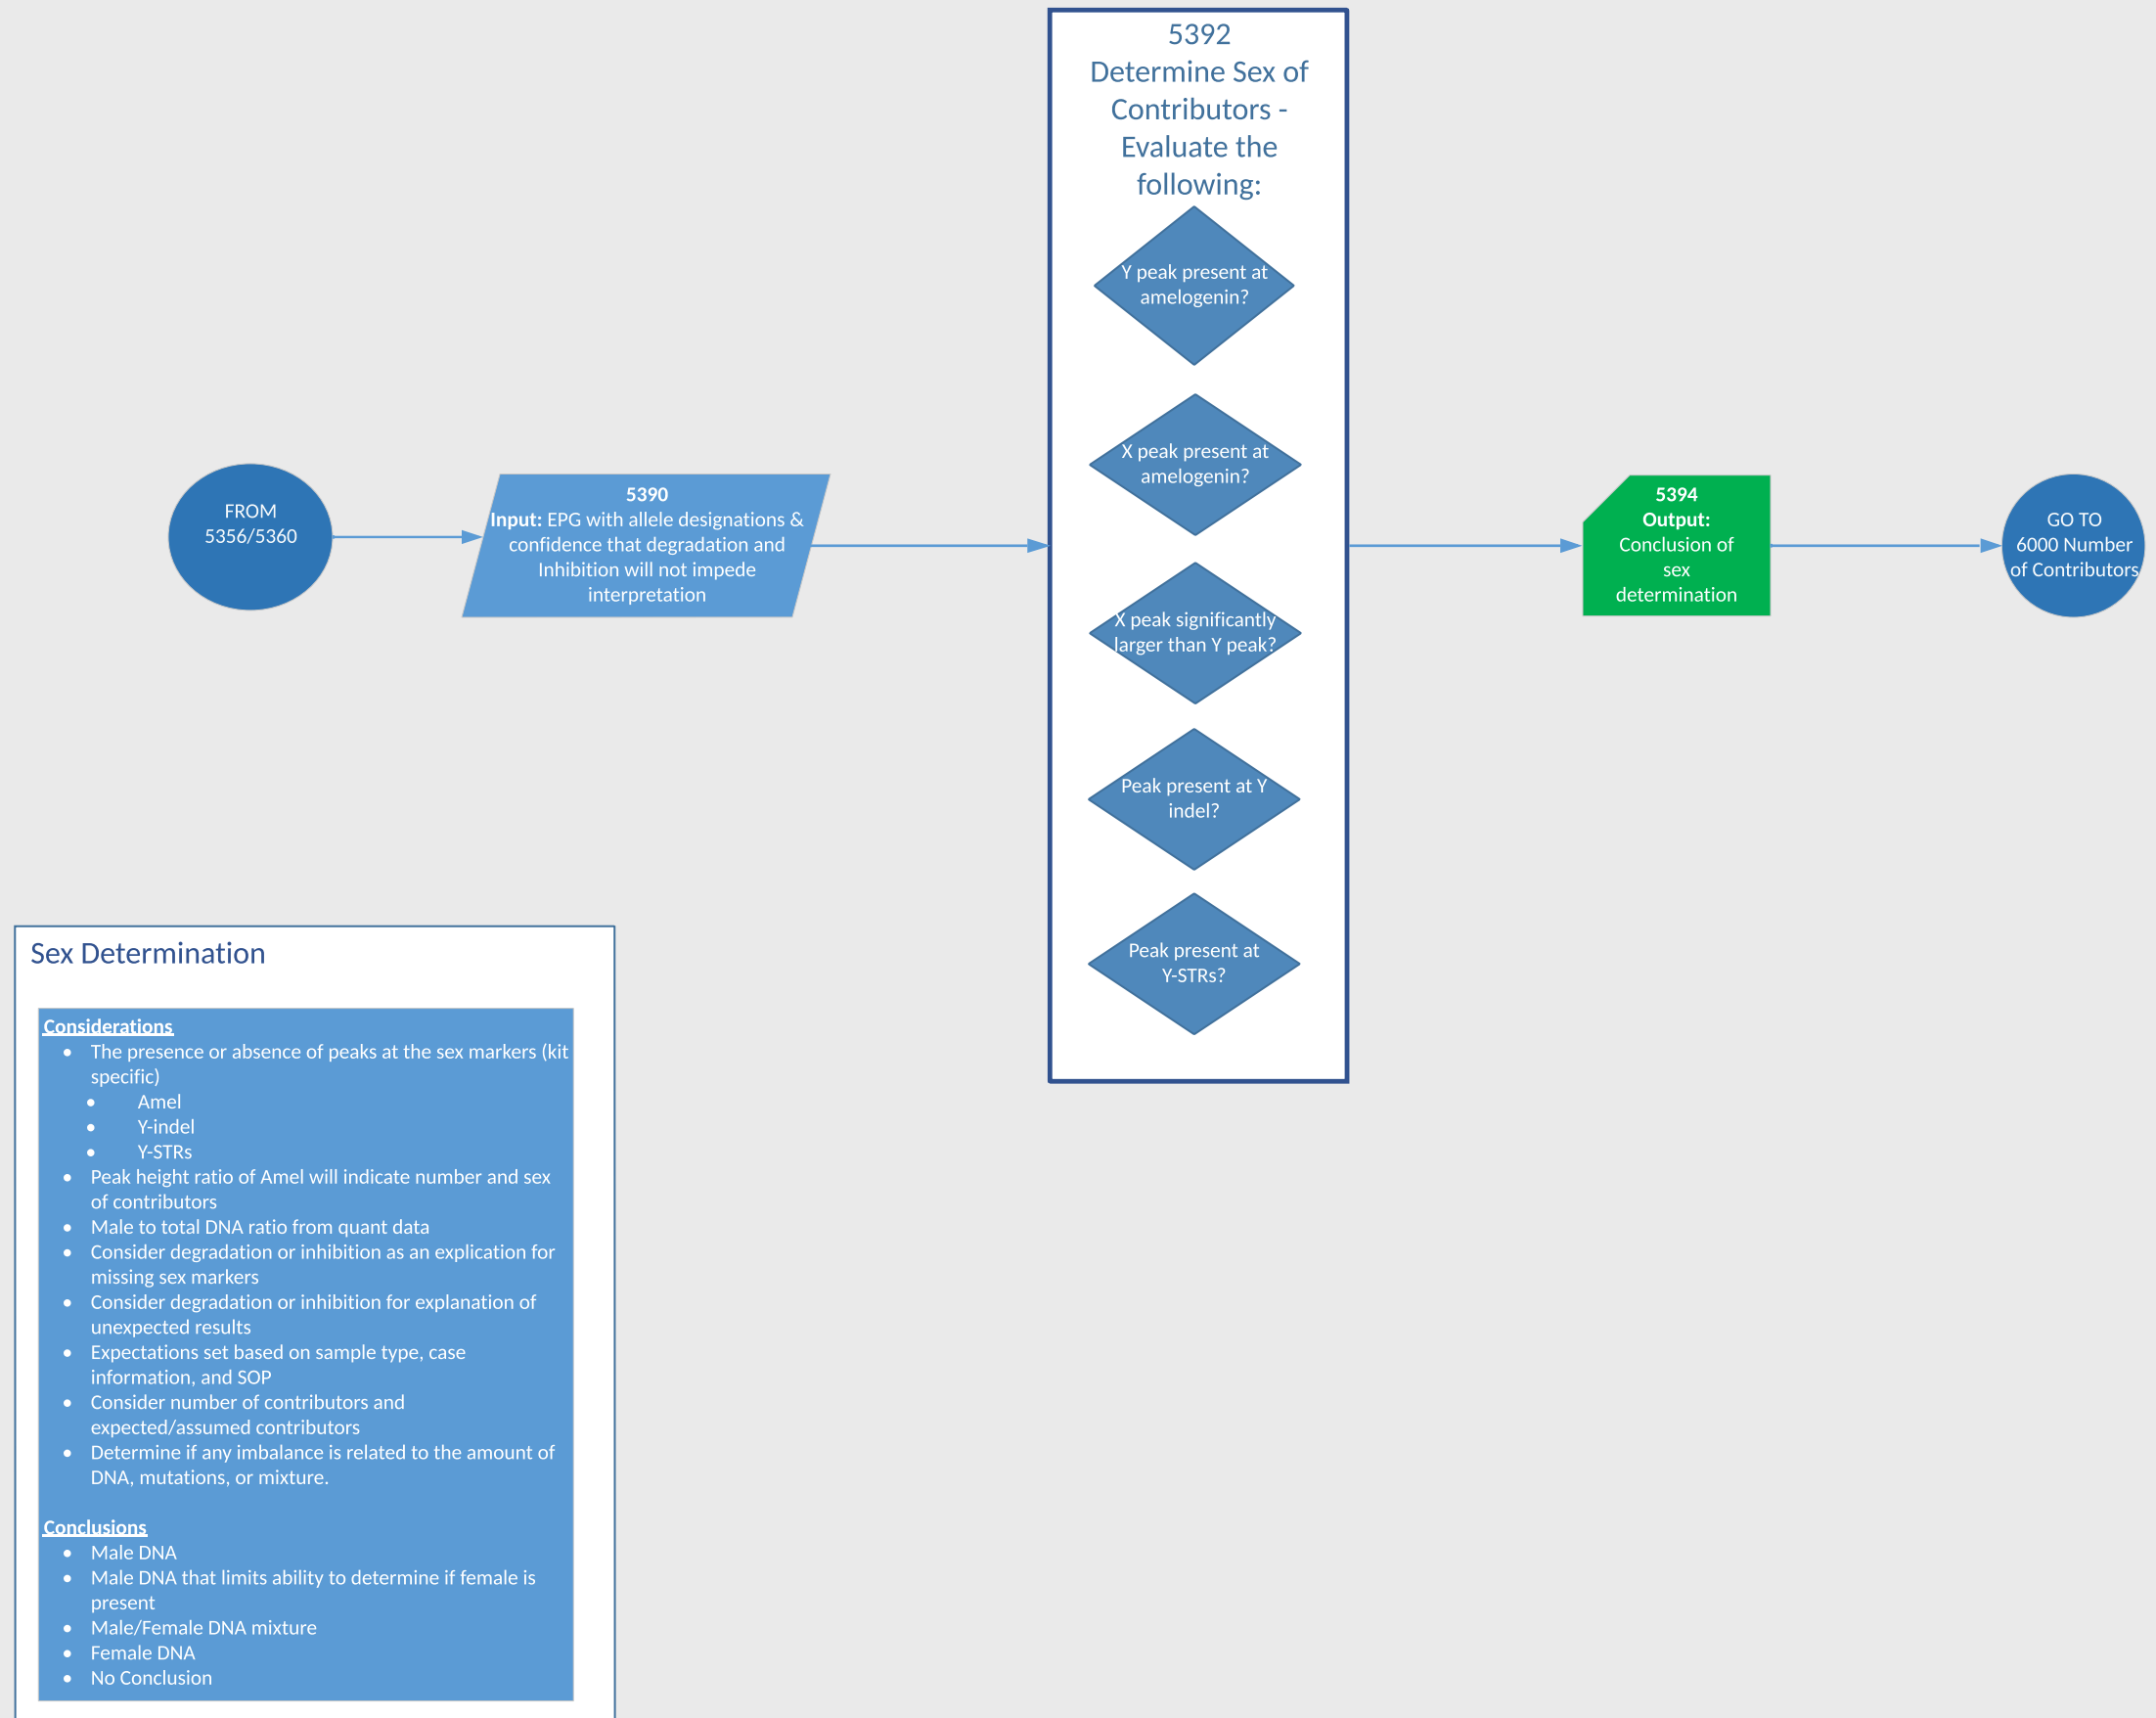 5392
Determine Sex of
Contributors -
Evaluate the
following:
Y peak present at
amelogenin?
X peak present at
amelogenin?
X peak significantly
larger than Y peak?
Peak present at Y
indel?
Peak present at
Y-STRs?
FROM
5356/5360
5390
Input: EPG with allele designations &
confidence that degradation and
Inhibition will not impede
interpretation
5394
Output:
Conclusion of
sex
determination
GO TO
6000 Number
of Contributors
Sex Determination
Considerations
• The presence or absence of peaks at the sex markers (kit
specific)
• Amel
• Y-indel
• Y-STRs
• Peak height ratio of Amel will indicate number and sex
of contributors
• Male to total DNA ratio from quant data
• Consider degradation or inhibition as an explication for
missing sex markers
• Consider degradation or inhibition for explanation of
unexpected results
• Expectations set based on sample type, case
information, and SOP
• Consider number of contributors and
expected/assumed contributors
• Determine if any imbalance is related to the amount of
DNA, mutations, or mixture.
Conclusions
• Male DNA
• Male DNA that limits ability to determine if female is
present
• Male/Female DNA mixture
• Female DNA
• No Conclusion